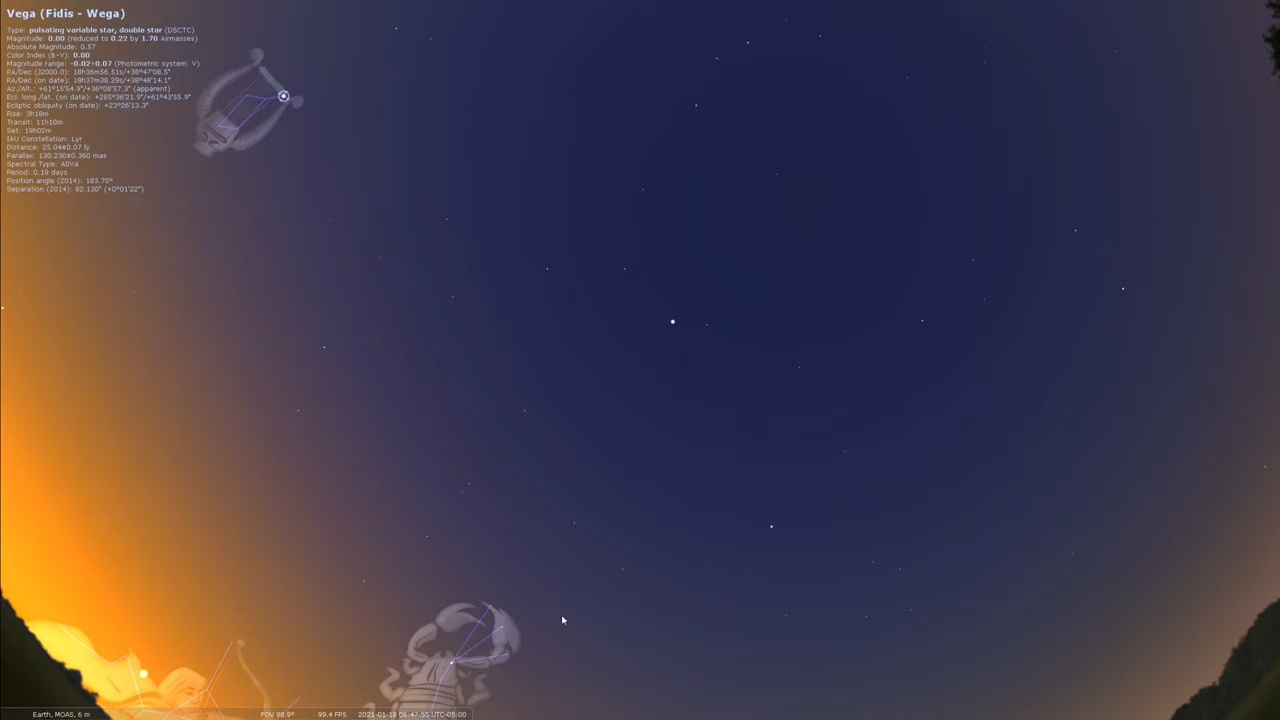 Vega (Fidis - Wega)
Type: pulsating variable star, double star (DSCTC)
Magnitude: 0.00 (reduced to 0.22 by 1.70 Airmasses)
Absolute Magnitude: 0.57
Color Index (B-V): 0.00
Magnitude range: -0.02÷0.07 (Photometric system: V)
RA/Dec (J2000.0): 18h36m56.51s/+38°47'08.5"
RA/Dec (on date): 18h37m38.29s/+38°48'14.1"
Az./Alt.: +61°15'54.9"/+36°08'57.3" (apparent)
Ecl. long./lat. (on date): +285°36'21.9"/+61°43'55.9"
Ecliptic obliquity (on date): +23°26'13.3"
Rise: 3h18m
Transit: 11h10m
Set: 19h02m
IAU Constellation: Lyr
Distance: 25.04±0.07 ly
Parallax: 130.230±0.360 mas
Spectral Type: A0Va
Period: 0.19 days
Position angle (2014): 183.70°
Separation (2014): 82.130" (+0°01'22")
Earth, MOAS, 6 m FOV 98.9° 99.4 FPS 2021-01-18 06:47:55 UTC-05:00